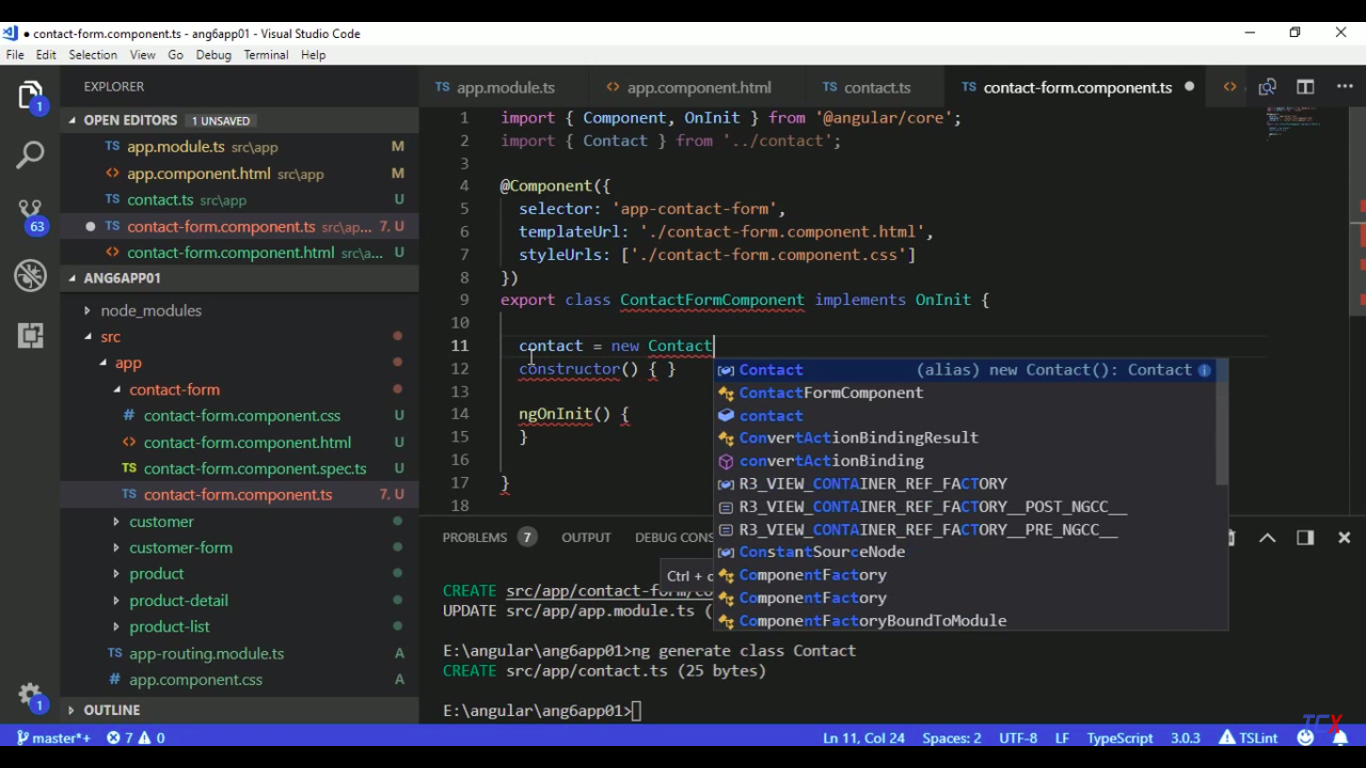 contact-form.component.ts - ang6app01 - Visual Studio Code
File Edit Selection View Go Debug Terminal Help
EXPLORER
OPEN EDITORS 1 UNSAVED
TS app.module.ts src\app M
<> app.component.html src\app M
TS contact.ts src\app U
TS contact-form.component.ts src\ap... 7, U
<> contact-form.component.html src\a... U
ANG6APP01
node_modules
src
app
contact-form
# contact-form.component.css U
<> contact-form.component.html U
TS contact-form.component.spec.ts U
TS contact-form.component.ts 7, U
customer
customer-form
product
product-detail
product-list
TS app-routing.module.ts A
# app.component.css A
OUTLINE
1
63
1
TS app.module.ts <> app.component.html TS contact.ts TS contact-form.component.ts <>
1 import { Component, OnInit } from '@angular/core';
2 import { Contact } from '../contact';
3
4 @Component({
5 selector: 'app-contact-form',
6 templateUrl: './contact-form.component.html',
7 styleUrls: ['./contact-form.component.css']
8 })
9 export class ContactFormComponent implements OnInit {
10
11 contact = new Contact
12 constructor() { }
13
14 ngOnInit() {
15 }
16
17 }
18
Contact (alias) new Contact(): Contact
ContactFormComponent
contact
ConvertActionBindingResult
convertActionBinding
R3_VIEW_CONTAINER_REF_FACTORY
R3_VIEW_CONTAINER_REF_FACTORY__POST_NGCC__
R3_VIEW_CONTAINER_REF_FACTORY__PRE_NGCC__
ConstantSourceNode
ComponentFactory
ComponentFactory
ComponentFactoryBoundToModule
PROBLEMS 7 OUTPUT DEBUG CONS
Ctrl + c
CREATE src/app/contact-form/co
UPDATE src/app/app.module.ts (
E:\angular\ang6app01>ng generate class Contact
CREATE src/app/contact.ts (25 bytes)
E:\angular\ang6app01>
master*+ 7 0 Ln 11, Col 24 Spaces: 2 UTF-8 LF TypeScript 3.0.3 TSLint
TCX